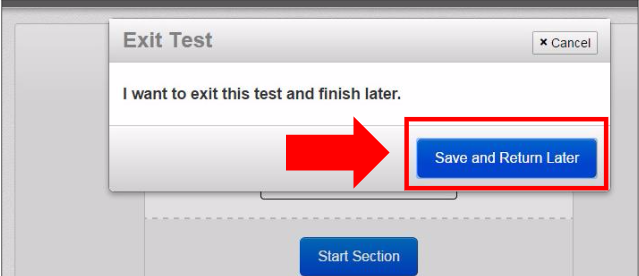 Exit Test
× Cancel
I want to exit this test and finish later.
Save and Return Later
Start Section